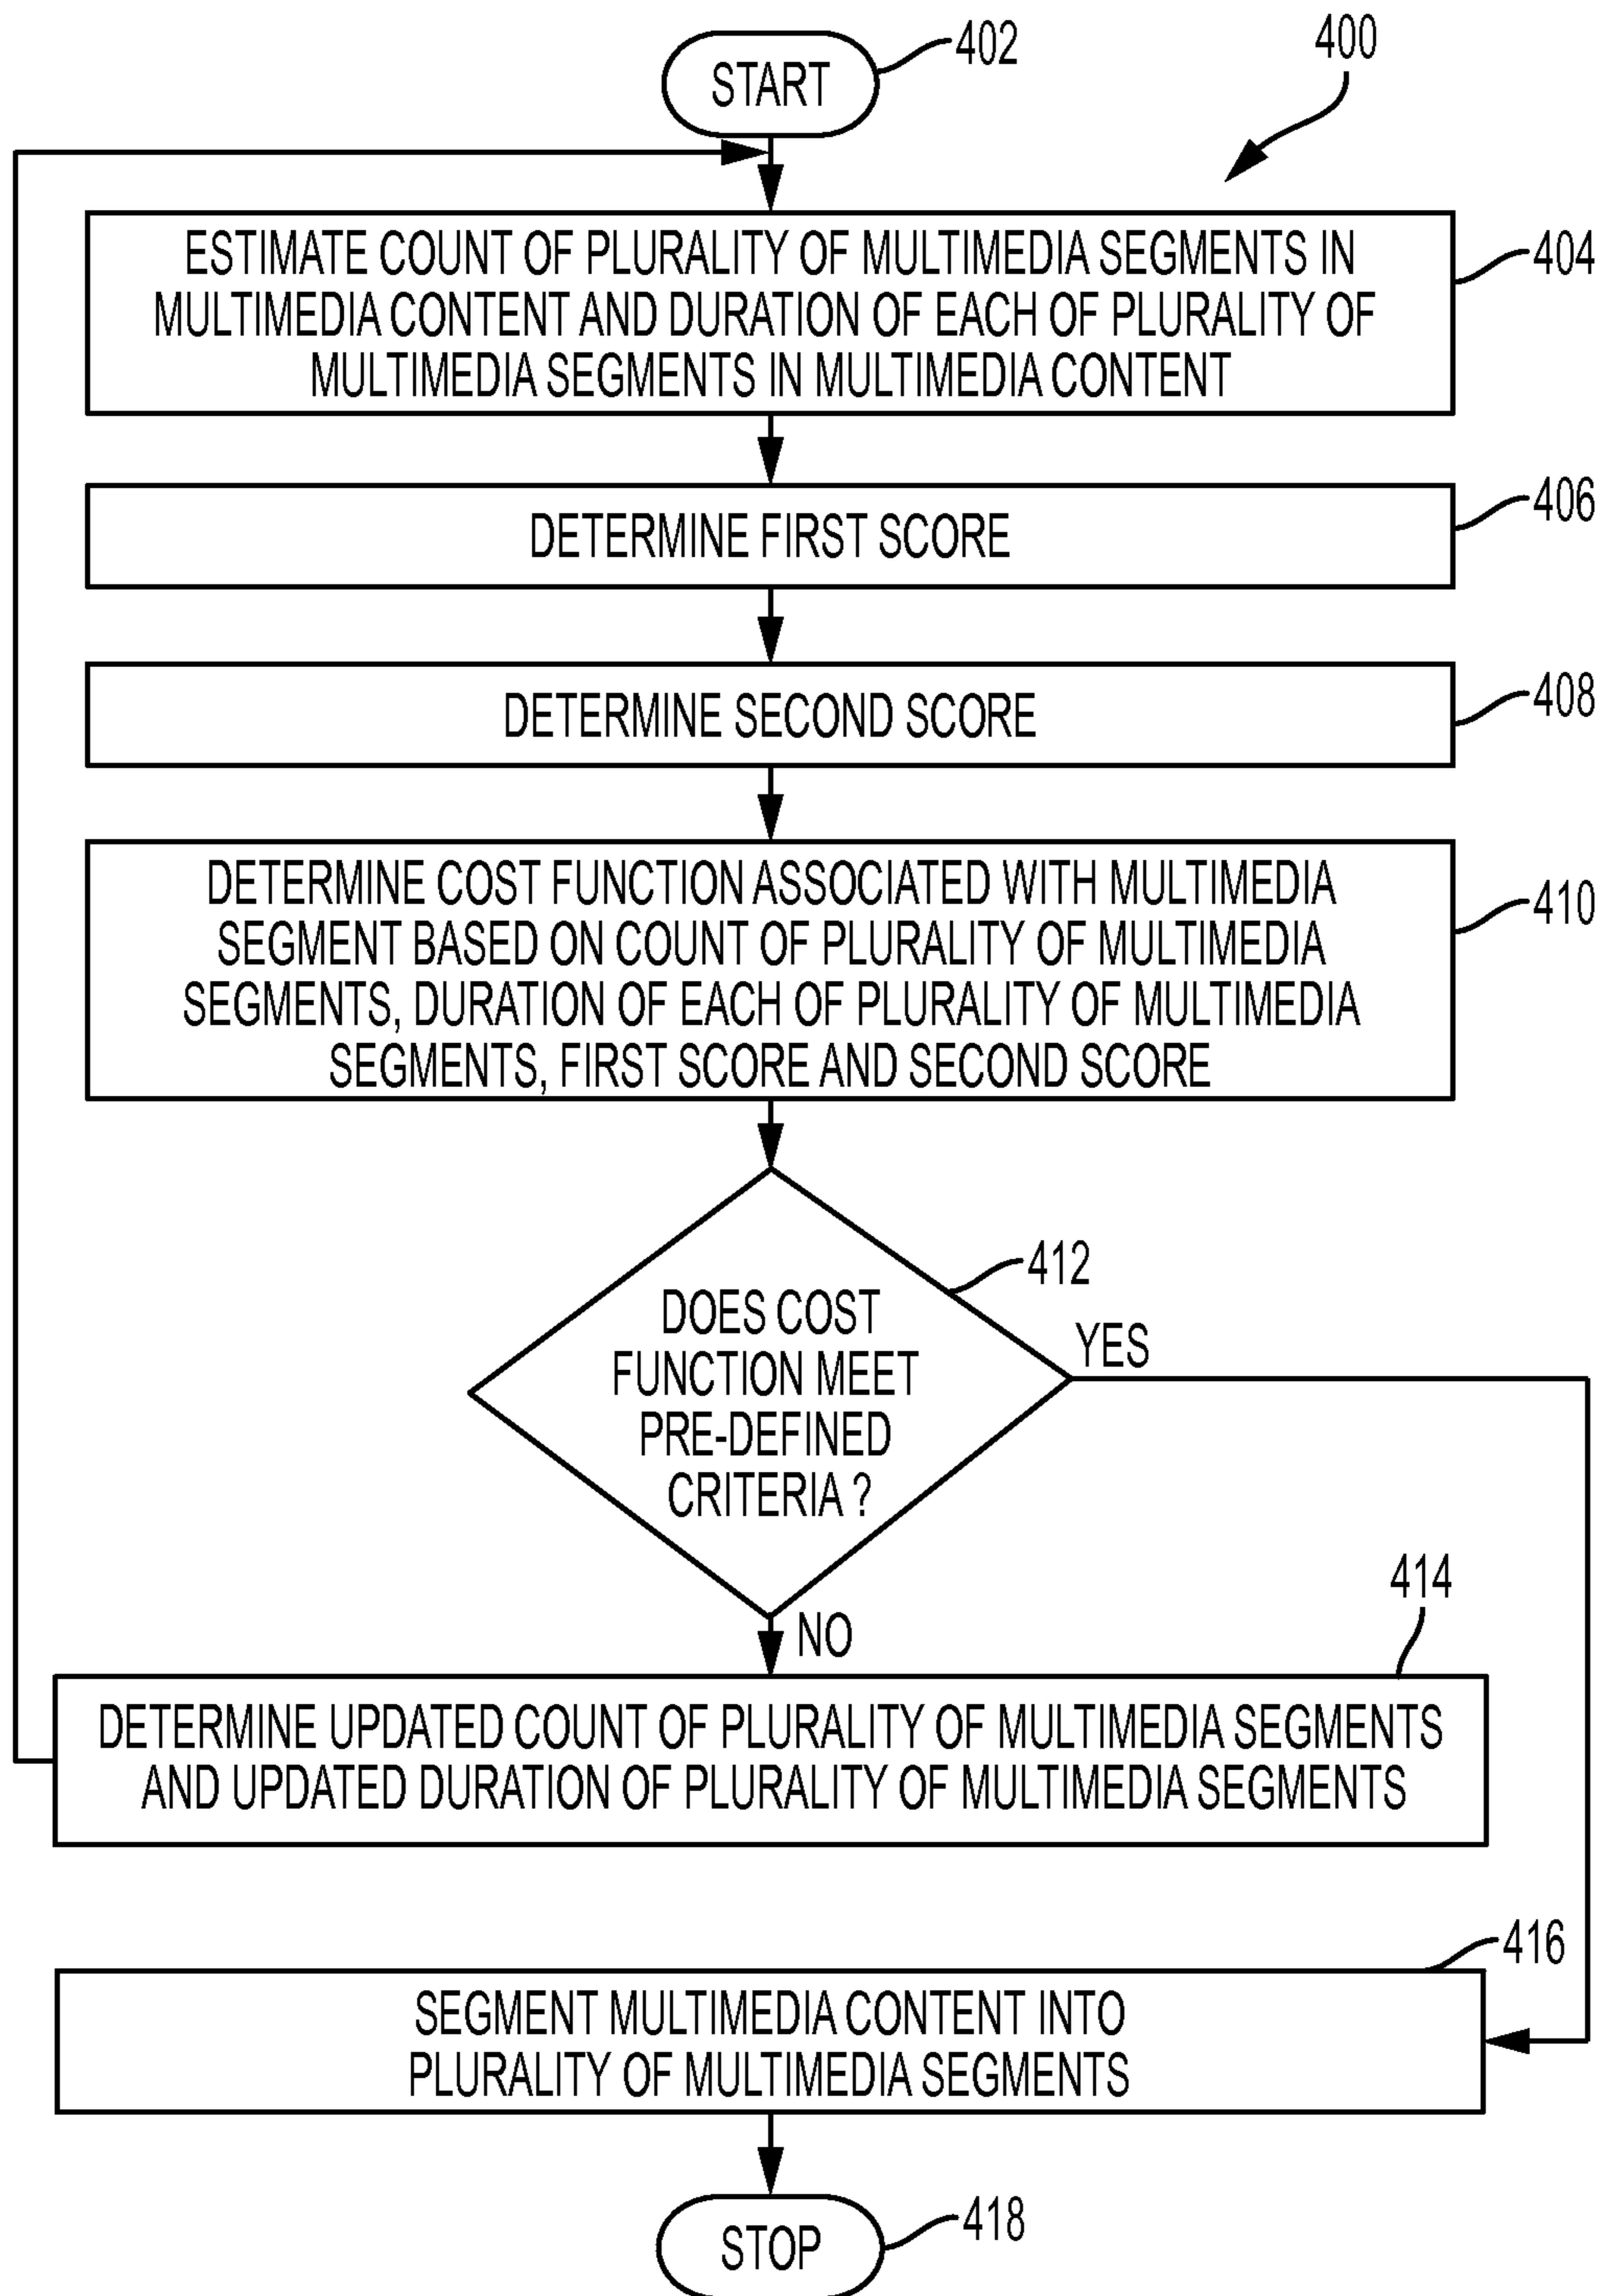 START
402
400
ESTIMATE COUNT OF PLURALITY OF MULTIMEDIA SEGMENTS IN
MULTIMEDIA CONTENT AND DURATION OF EACH OF PLURALITY OF
MULTIMEDIA SEGMENTS IN MULTIMEDIA CONTENT
404
DETERMINE FIRST SCORE
406
DETERMINE SECOND SCORE
408
DETERMINE COST FUNCTION ASSOCIATED WITH MULTIMEDIA
SEGMENT BASED ON COUNT OF PLURALITY OF MULTIMEDIA
SEGMENTS, DURATION OF EACH OF PLURALITY OF MULTIMEDIA
SEGMENTS, FIRST SCORE AND SECOND SCORE
410
DOES COST
FUNCTION MEET
PRE-DEFINED
CRITERIA ?
412
YES
NO
414
DETERMINE UPDATED COUNT OF PLURALITY OF MULTIMEDIA SEGMENTS
AND UPDATED DURATION OF PLURALITY OF MULTIMEDIA SEGMENTS
416
SEGMENT MULTIMEDIA CONTENT INTO
PLURALITY OF MULTIMEDIA SEGMENTS
STOP
418